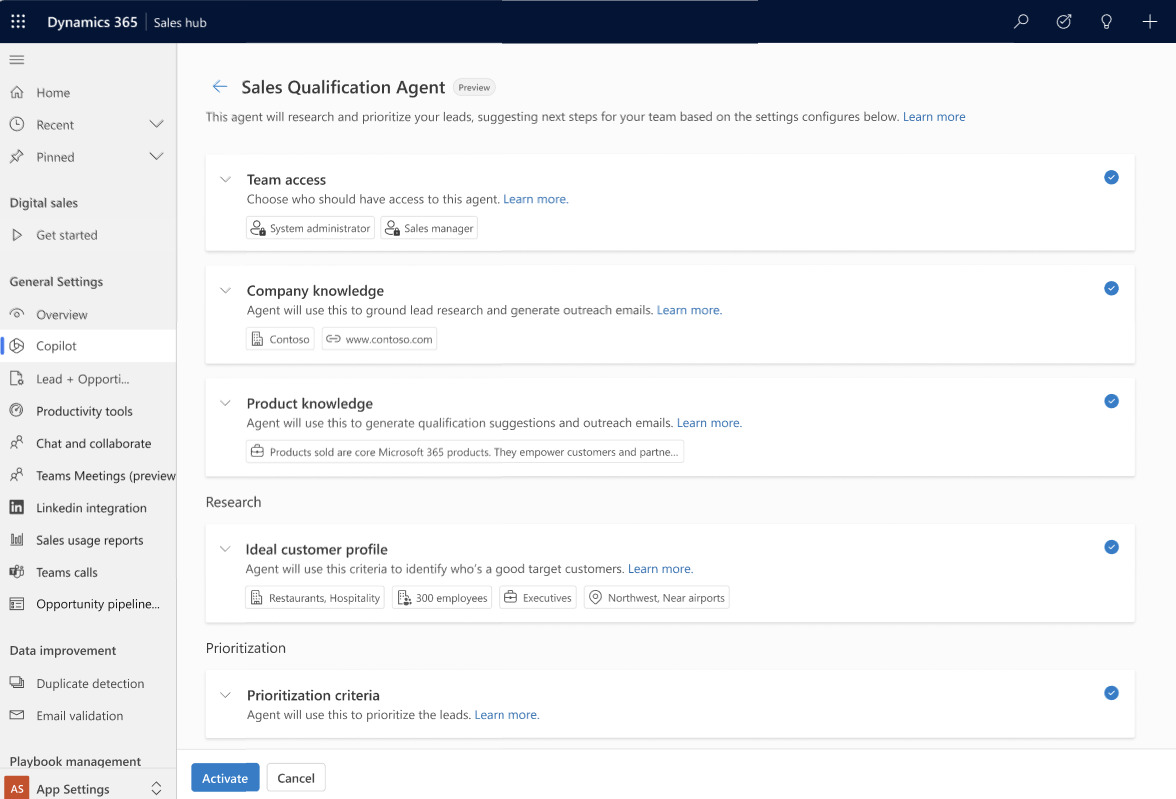 Dynamics 365 Sales hub
Home
Recent
Pinned
Digital sales
Get started
General Settings
Overview
Copilot
Lead + Opporti...
Productivity tools
Chat and collaborate
Teams Meetings (preview
Linkedin integration
Sales usage reports
Teams calls
Opportunity pipeline...
Data improvement
Duplicate detection
Email validation
Playbook management
AS App Settings
Sales Qualification Agent Preview
This agent will research and prioritize your leads, suggesting next steps for your team based on the settings configures below. Learn more
Team access
Choose who should have access to this agent. Learn more.
System administrator Sales manager
Company knowledge
Agent will use this to ground lead research and generate outreach emails. Learn more.
Contoso www.contoso.com
Product knowledge
Agent will use this to generate qualification suggestions and outreach emails. Learn more.
Products sold are core Microsoft 365 products. They empower customers and partne...
Research
Ideal customer profile
Agent will use this criteria to identify who's a good target customers. Learn more.
Restaurants, Hospitality 300 employees Executives Northwest, Near airports
Prioritization
Prioritization criteria
Agent will use this to prioritize the leads. Learn more.
Activate Cancel